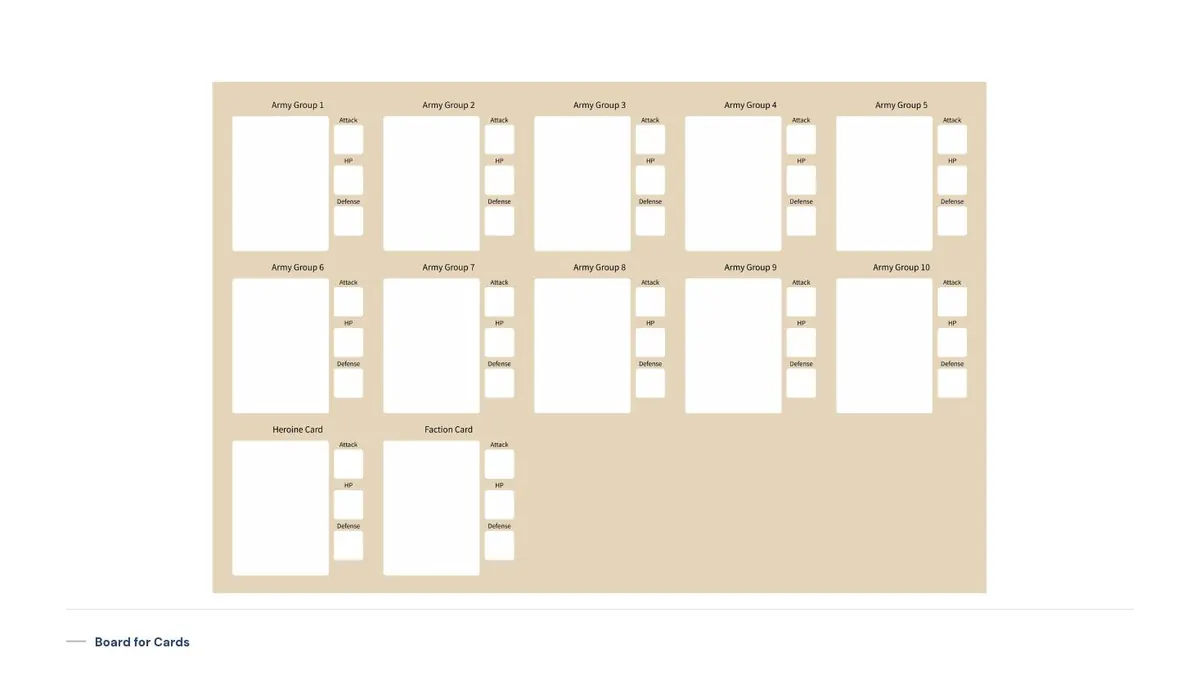 Army Group 1
Army Group 2
Army Group 3
Army Group 4
Army Group 5
Attack
Attack
Attack
Attack
Attack
HP
HP
HP
HP
HP
Defense
Defense
Defense
Defense
Defense
Army Group 6
Army Group 7
Army Group 8
Army Group 9
Army Group 10
Attack
Attack
Attack
Attack
Attack
HP
HP
HP
HP
HP
Defense
Defense
Defense
Defense
Defense
Heroine Card
Faction Card
Attack
Attack
HP
HP
Defense
Defense
Board for Cards